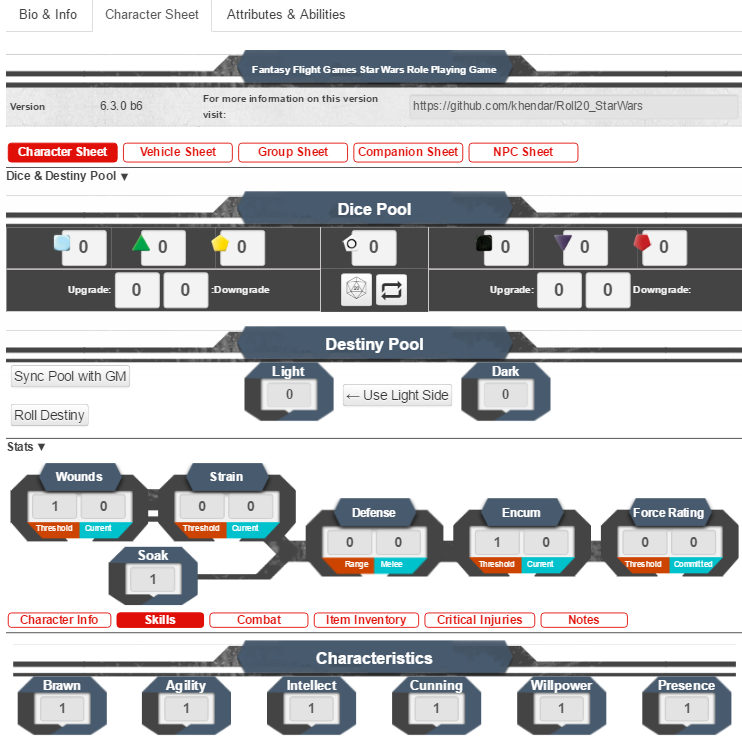 Bio & Info Character Sheet Attributes & Abilities
Fantasy Flight Games Star Wars Role Playing Game
Version 6.3.0 b6 For more information on this version visit: https://github.com/khendar/Roll20_StarWars
Character Sheet Vehicle Sheet Group Sheet Companion Sheet NPC Sheet
Dice & Destiny Pool ▼
Dice Pool
0 0 0 0 0 0 0
Upgrade: 0 0 :Downgrade Upgrade: 0 0 Downgrade:
Destiny Pool
Sync Pool with GM
Light Dark
0 ← Use Light Side 0
Roll Destiny
Stats ▼
Wounds Strain
1 0 0 0
Threshold Current Threshold Current
Defense Encum Force Rating
0 0 1 0 0 0
Range Melee Threshold Current Threshold Committed
Soak
1
Character Info Skills Combat Item Inventory Critical Injuries Notes
Characteristics
Brawn Agility Intellect Cunning Willpower Presence
1 1 1 1 1 1